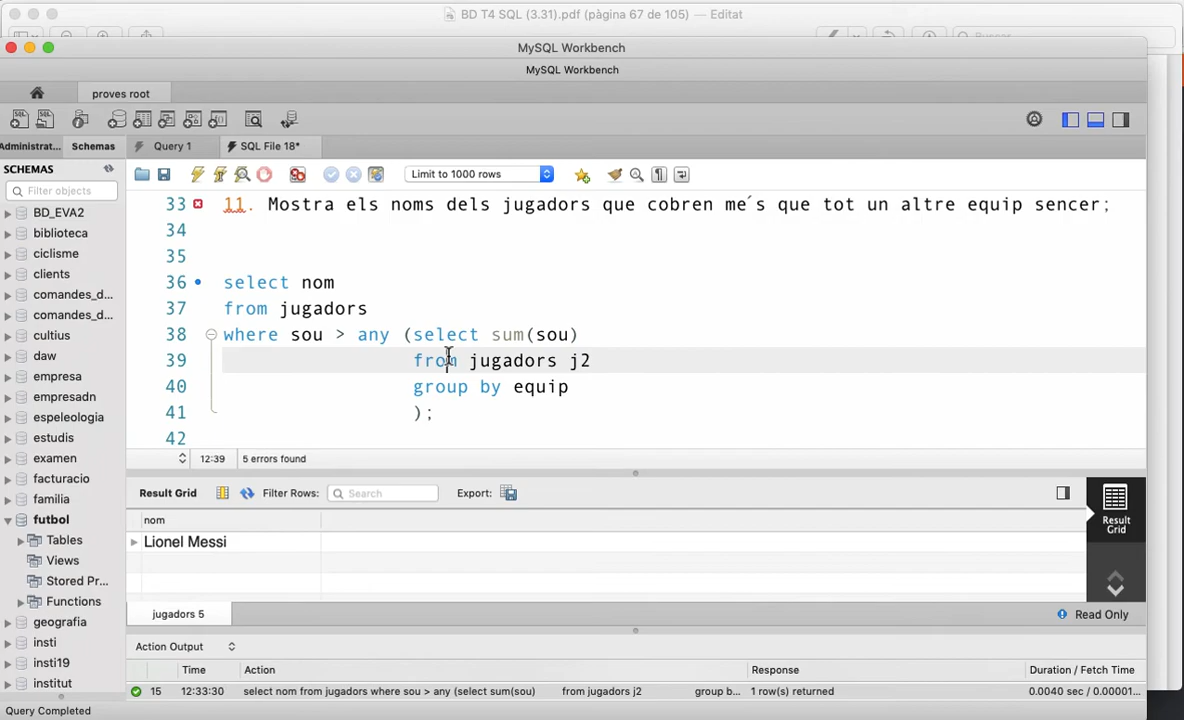 BD T4 SQL (3.31).pdf (pàgina 67 de 105) — Editat
MySQL Workbench
MySQL Workbench
proves root
Administrat...
Schemas
Query 1
SQL File 18*
SCHEMAS
Filter objects
Limit to 1000 rows
BD_EVA2
biblioteca
ciclisme
clients
comandes_d...
comandes_d...
cultius
daw
empresa
empresadn
espeleologia
estudis
examen
facturacio
familia
futbol
Tables
Views
Stored Pr...
Functions
geografia
insti
insti19
institut
33 11. Mostra els noms dels jugadors que cobren me´s que tot un altre equip sencer;
34
35
36 select nom
37 from jugadors
38 where sou > any (select sum(sou)
39 from jugadors j2
40 group by equip
41 );
42
12:39 5 errors found
Result Grid
Filter Rows:
Search
Export:
nom
Lionel Messi
Result
Grid
jugadors 5
Read Only
Action Output
Time Action Response Duration / Fetch Time
15 12:33:30 select nom from jugadors where sou > any (select sum(sou) from jugadors j2 group b... 1 row(s) returned 0.0040 sec / 0.00001...
Query Completed